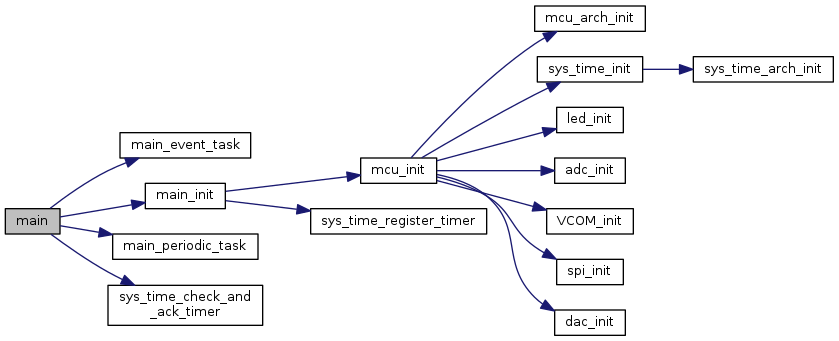 main
main_event_task
main_init
main_periodic_task
sys_time_check_and
_ack_timer
mcu_init
sys_time_register_timer
mcu_arch_init
sys_time_init
led_init
adc_init
VCOM_init
spi_init
dac_init
sys_time_arch_init